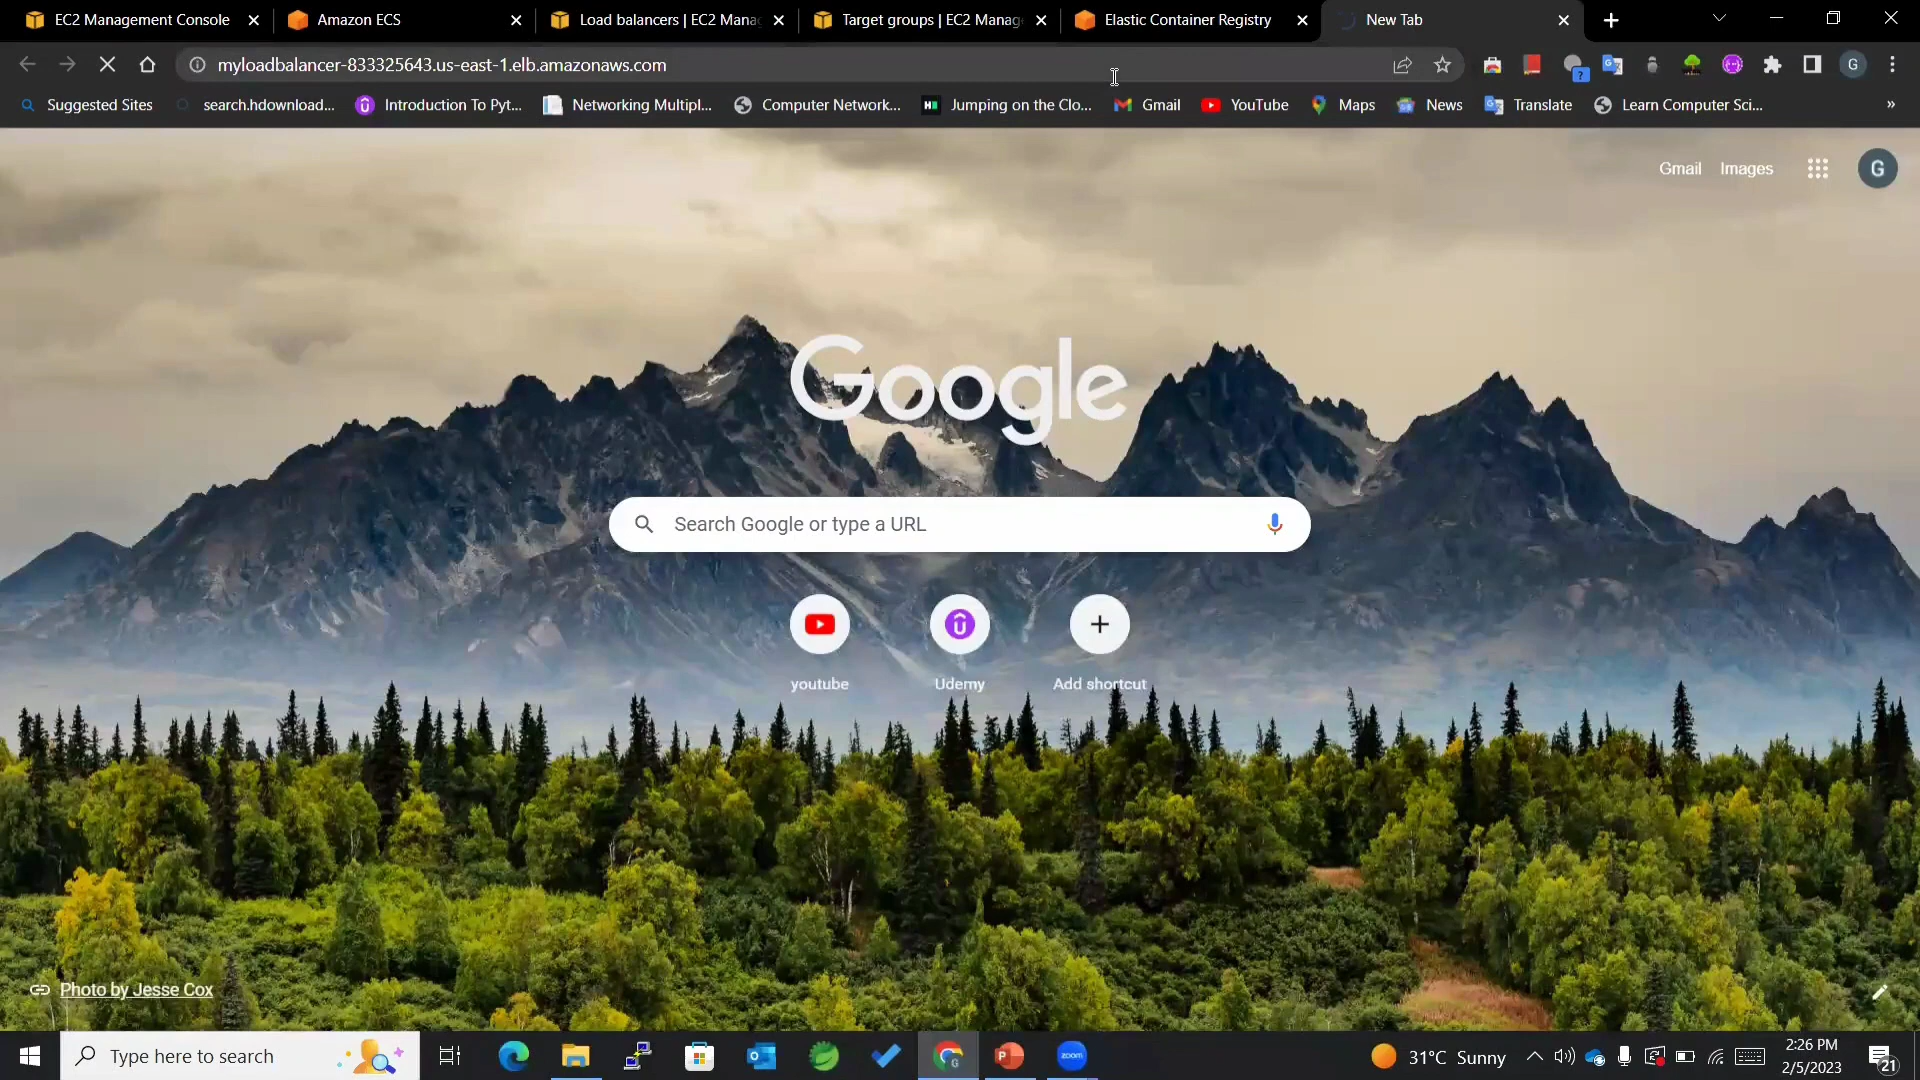 EC2 Management Console
Amazon ECS
Load balancers | EC2 Mana
Target groups | EC2 Manag
Elastic Container Registry
New Tab
myloadbalancer-833325643.us-east-1.elb.amazonaws.com
G
Suggested Sites
search.hdownload...
Introduction To Pyt...
Networking Multipl...
Computer Network...
Jumping on the Clo...
Gmail
YouTube
Maps
News
Translate
Learn Computer Sci...
»
Gmail
Images
G
Google
Search Google or type a URL
youtube
Udemy
Add shortcut
Photo by Jesse Cox
Type here to search
zoom
31°C Sunny
2:26 PM
2/5/2023
21